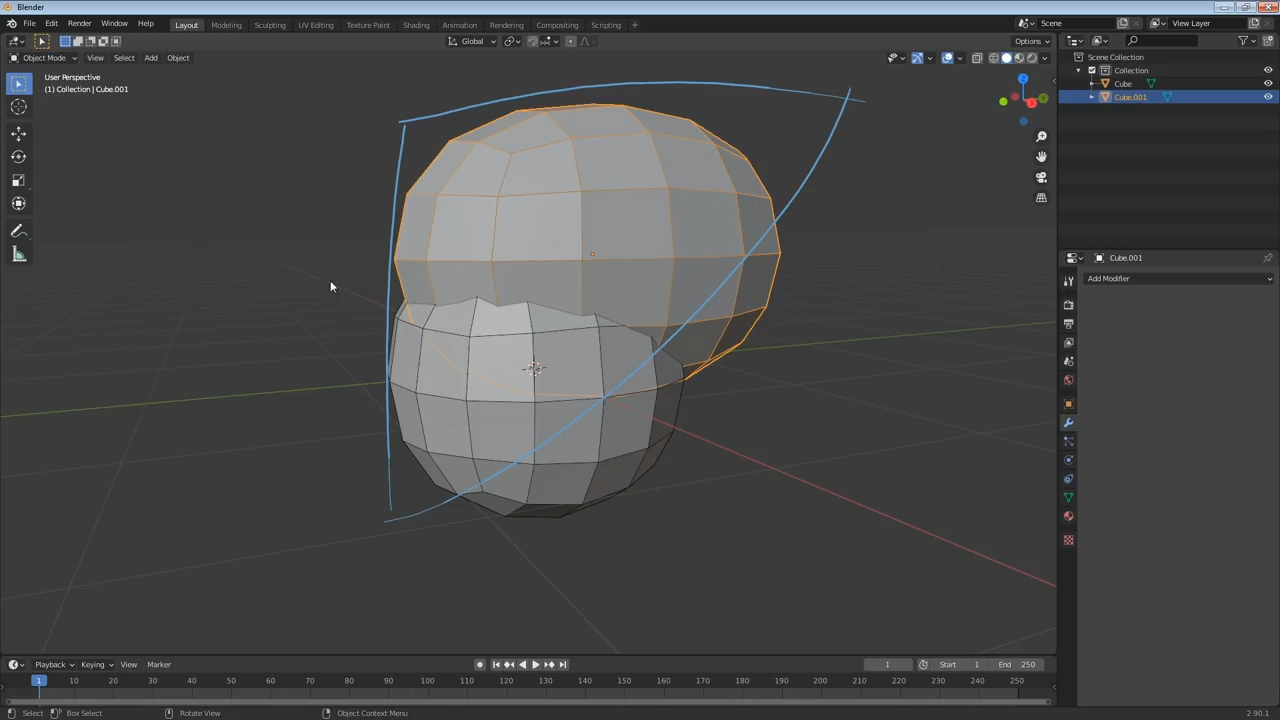 Blender
File Edit Render Window Help Layout Modeling Sculpting UV Editing Texture Paint Shading Animation Rendering Compositing Scripting + Scene View Layer
Global Options
Object Mode View Select Add Object
User Perspective
(1) Collection | Cube.001
Scene Collection
Collection
Cube
Cube.001
Cube.001
Add Modifier
Playback Keying View Marker 1 Start 1 End 250
1 10 20 30 40 50 60 70 80 90 100 110 120 130 140 150 160 170 180 190 200 210 220 230 240 250
Select Box Select Rotate View Object Context Menu 2.90.1